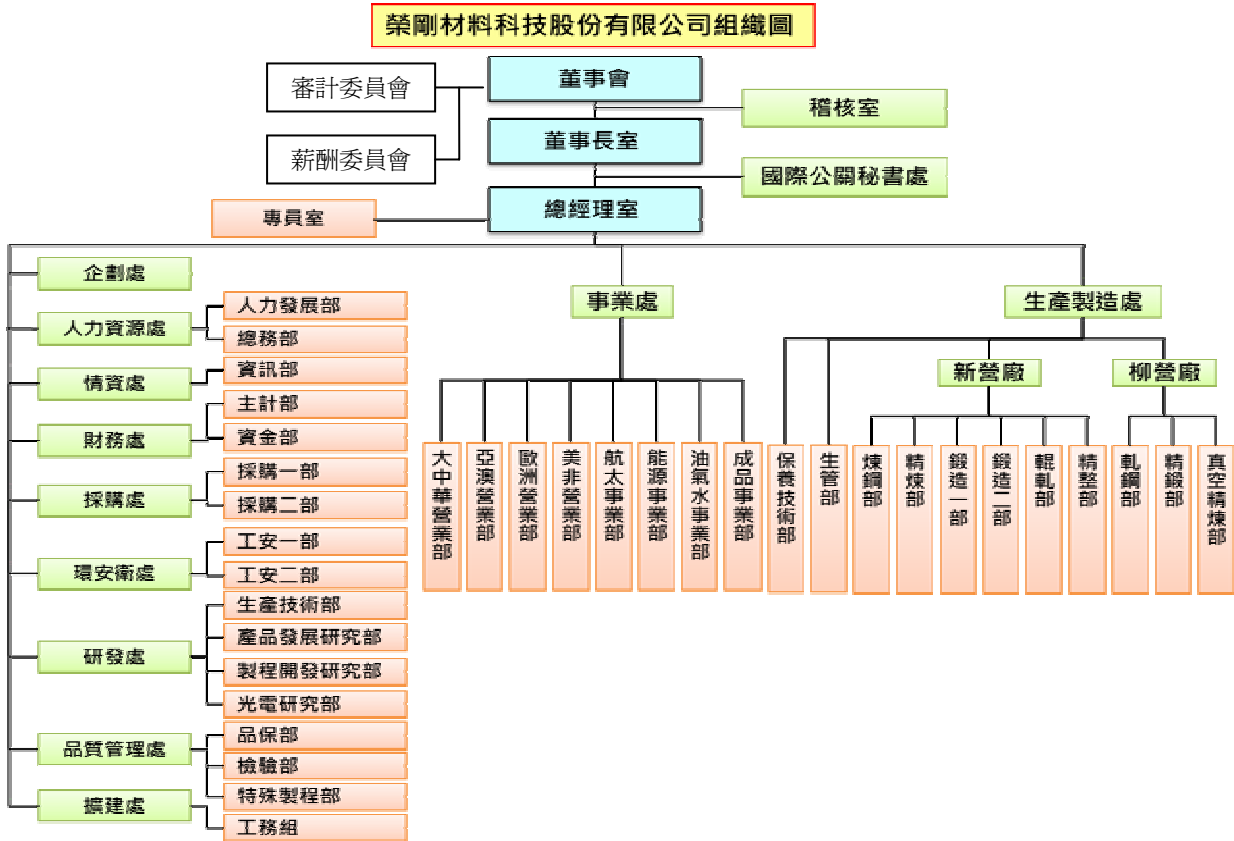 榮剛材料科技股份有限公司組織圖
董事會
審計委員會
稽核室
董事長室
薪酬委員會
國際公關秘書處
總經理室
專員室
企劃處
人力資源處
人力發展部
總務部
情資處
資訊部
財務處
主計部
資金部
採購處
採購一部
採購二部
環安衛處
工安一部
工安二部
研發處
生產技術部
產品發展研究部
製程開發研究部
光電研究部
品質管理處
品保部
檢驗部
特殊製程部
擴建處
工務組
事業處
大中華營業部
亞澳營業部
歐洲營業部
美非營業部
航太事業部
能源事業部
油氣水事業部
成品事業部
生產製造處
保養技術部
生管部
新營廠
煉鋼部
精煉部
鍛造一部
鍛造二部
輥軋部
精整部
柳營廠
軋鋼部
精鍛部
真空精煉部